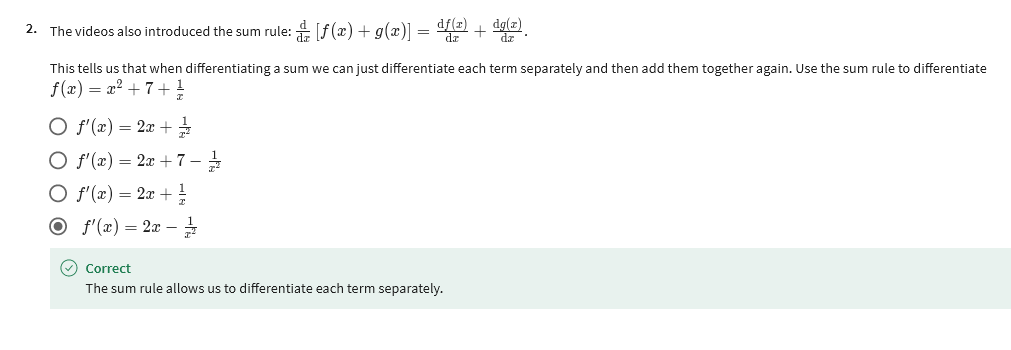 2. The videos also introduced the sum rule: d/dx [f(x) + g(x)] = df(x)/dx + dg(x)/dx.
This tells us that when differentiating a sum we can just differentiate each term separately and then add them together again. Use the sum rule to differentiate
f(x) = x² + 7 + 1/x
f′(x) = 2x + 1/x²
f′(x) = 2x + 7 − 1/x²
f′(x) = 2x + 1/x
f′(x) = 2x − 1/x²
Correct
The sum rule allows us to differentiate each term separately.